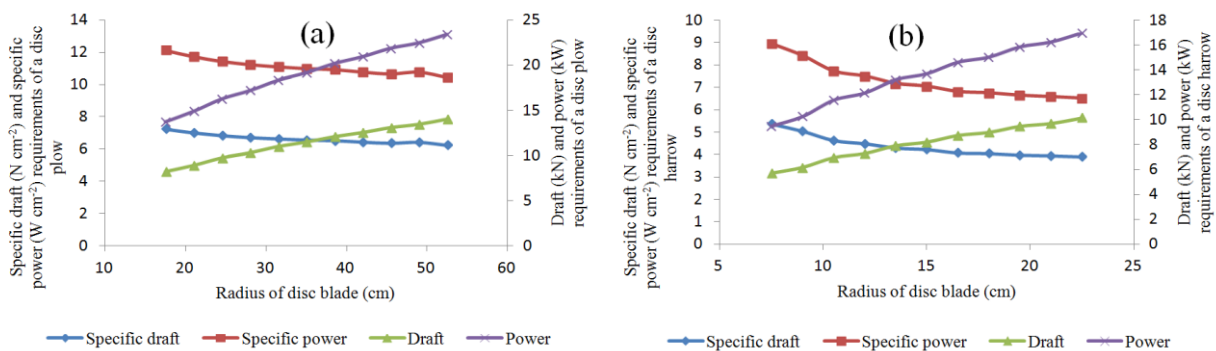 (a)
Specific draft (N cm-2) and specific
power (W cm-2) requirements of a disc
plow
14
12
10
8
6
4
2
0
25
20
15
10
5
0
Draft (kN) and power (kW)
requirements of a disc plow
10 20 30 40 50 60
Radius of disc blade (cm)
Specific draft Specific power Draft Power
(b)
Specific draft (N cm-2) and specific
power (W cm-2) requirements of a disc
harrow
10
9
8
7
6
5
4
3
2
1
0
18
16
14
12
10
8
6
4
2
0
Draft (kN) and power (kW)
requirements of a disc harrow
5 10 15 20 25
Radius of disc blade (cm)
Specific draft Specific power Draft Power